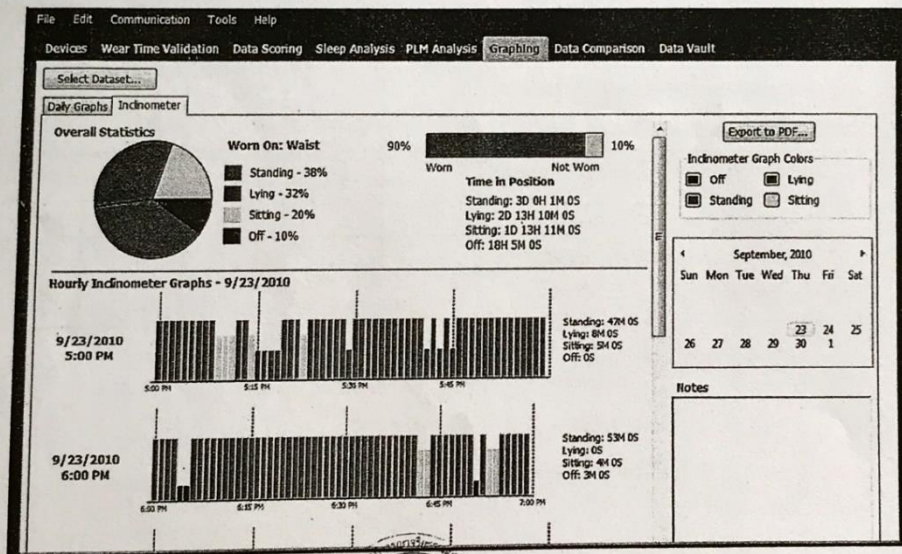 File Edit Communication Tools Help
Devices Wear Time Validation Data Scoring Sleep Analysis PLM Analysis Graphing Data Comparison Data Vault
Select Dataset...
Daily Graphs Inclinometer
Overall Statistics
Worn On: Waist
Standing - 38%
Lying - 32%
Sitting - 20%
Off - 10%
90% 10%
Worn Not Worn
Time in Position
Standing: 3D 0H 1M 0S
Lying: 2D 13H 10M 0S
Sitting: 1D 13H 11M 0S
Off: 18H 5M 0S
Export to PDF...
Inclinometer Graph Colors
Off Lying
Standing Sitting
September, 2010
Sun Mon Tue Wed Thu Fri Sat
23 24 25
26 27 28 29 30 1
Notes
Hourly Inclinometer Graphs - 9/23/2010
9/23/2010
5:00 PM
5:00 PM 5:15 PM 5:30 PM 5:45 PM
Standing: 47M 0S
Lying: 8M 0S
Sitting: 5M 0S
Off: 0S
9/23/2010
6:00 PM
6:00 PM 6:15 PM 6:30 PM 6:45 PM 7:00 PM
Standing: 53M 0S
Lying: 0S
Sitting: 4M 0S
Off: 3M 0S